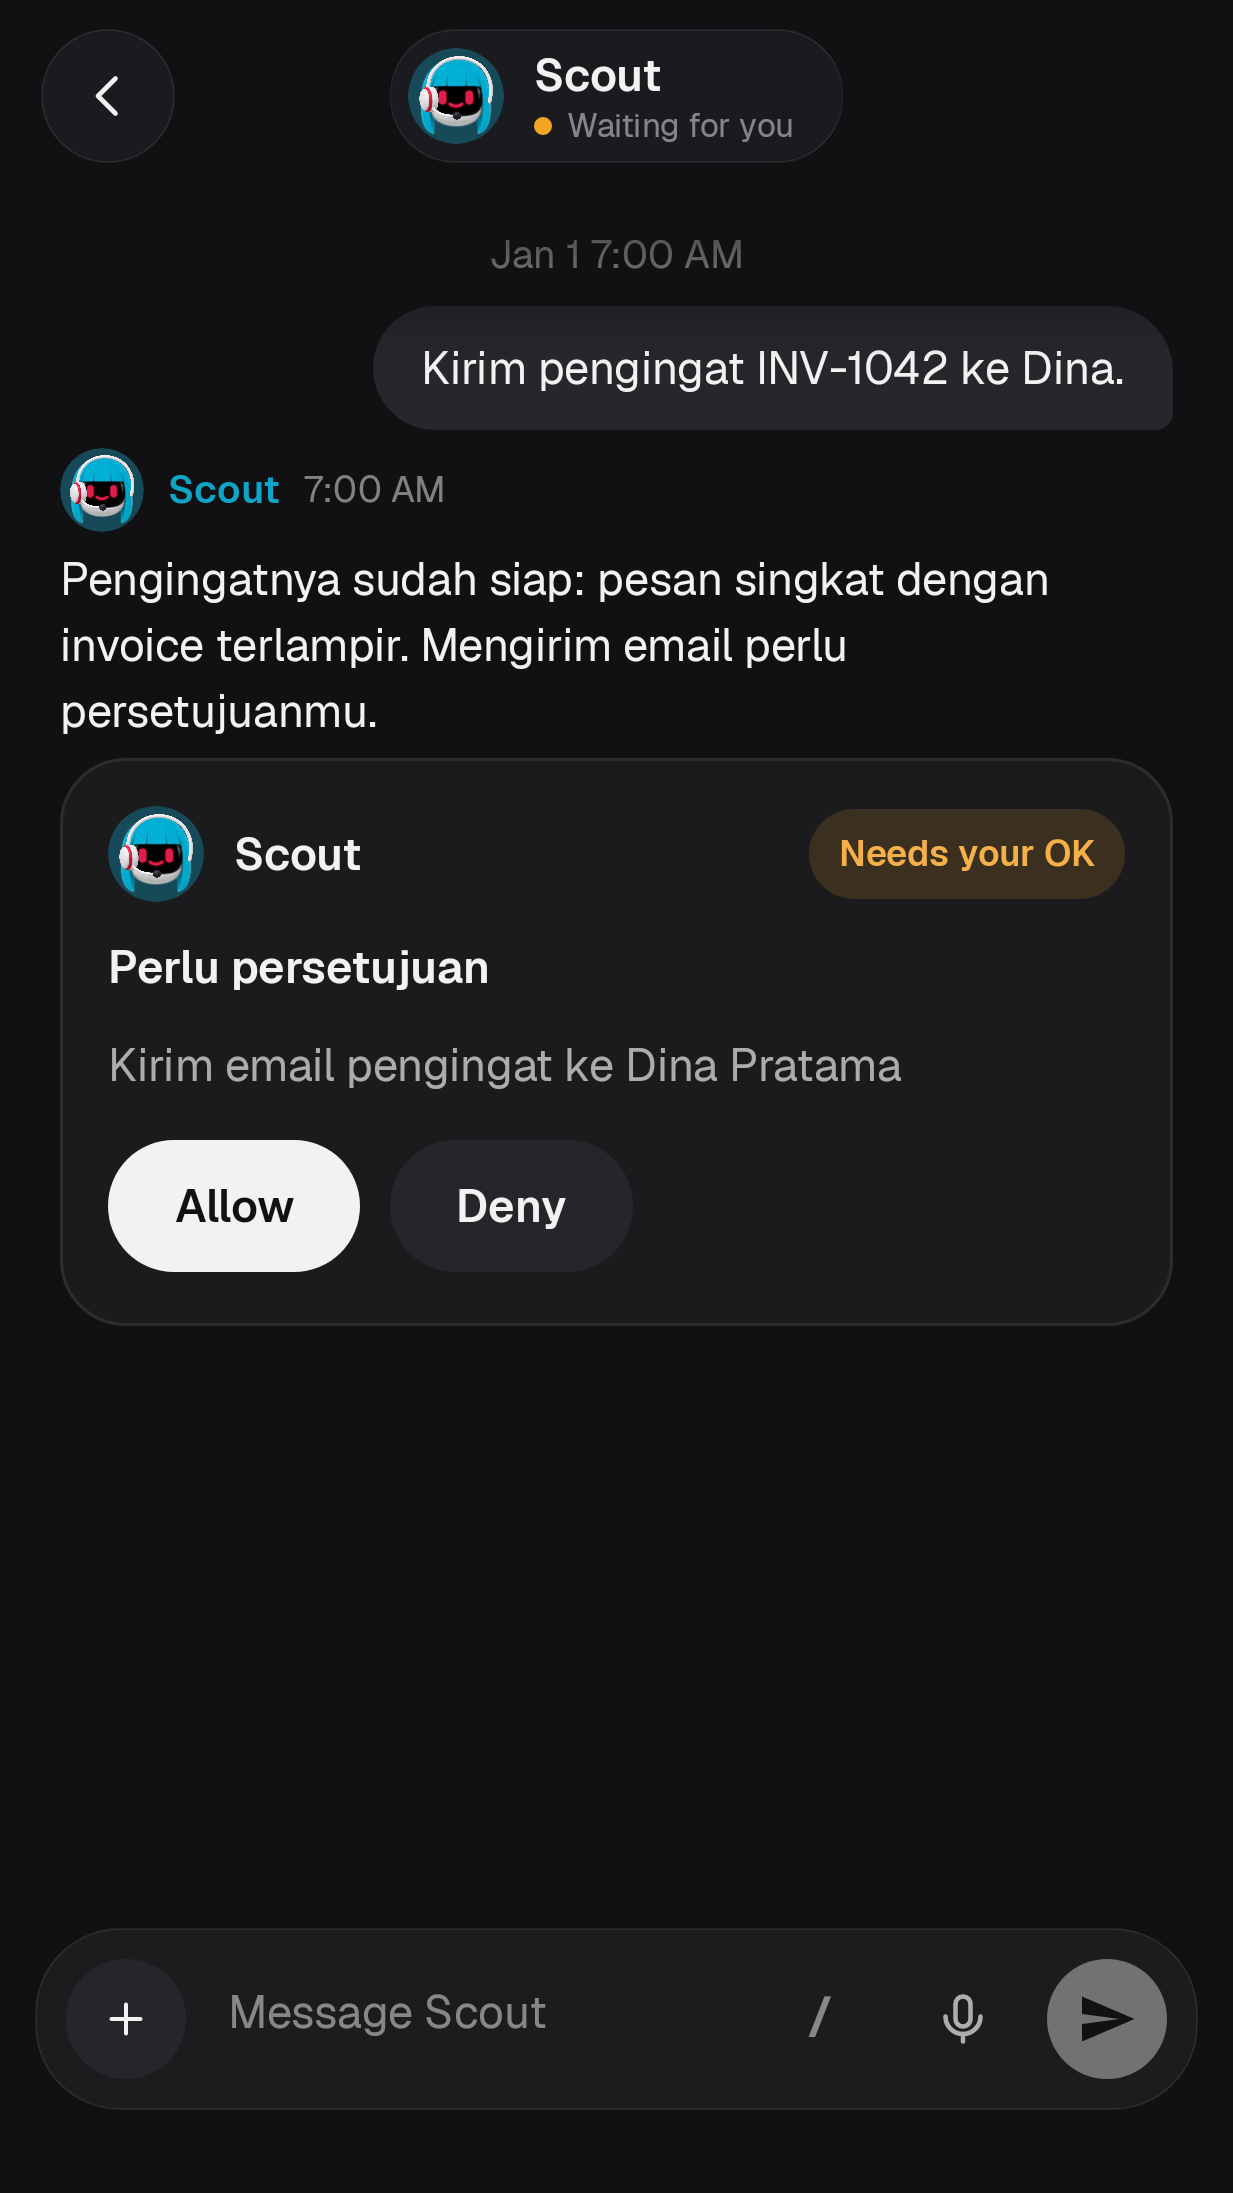 Scout
Waiting for you
Jan 1 7:00 AM
Kirim pengingat INV-1042 ke Dina.
Scout 7:00 AM
Pengingatnya sudah siap: pesan singkat dengan
invoice terlampir. Mengirim email perlu
persetujuanmu.
Scout
Needs your OK
Perlu persetujuan
Kirim email pengingat ke Dina Pratama
Allow
Deny
Message Scout
/